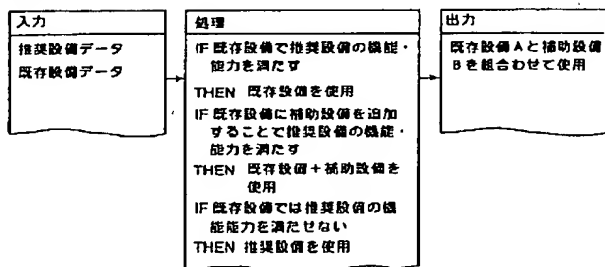 入力
推奨設備データ
既存設備データ
処理
IF 既存設備で推奨設備の機能・
能力を満たす
THEN 既存設備を使用
IF 既存設備に補助設備を追加
することで推奨設備の機能・
能力を満たす
THEN 既存設備+補助設備を
使用
IF 既存設備では推奨設備の機
能能力を満たせない
THEN 推奨設備を使用
出力
既存設備Aと補助設備
Bを組合わせて使用